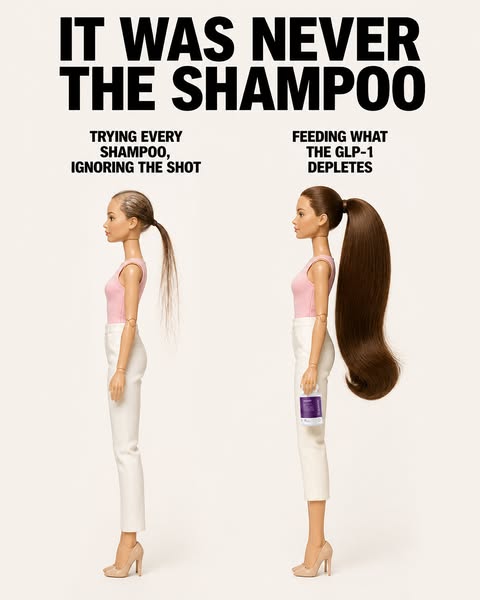 IT WAS NEVER
THE SHAMPOO
TRYING EVERY
SHAMPOO,
IGNORING THE SHOT
FEEDING WHAT
THE GLP-1
DEPLETES